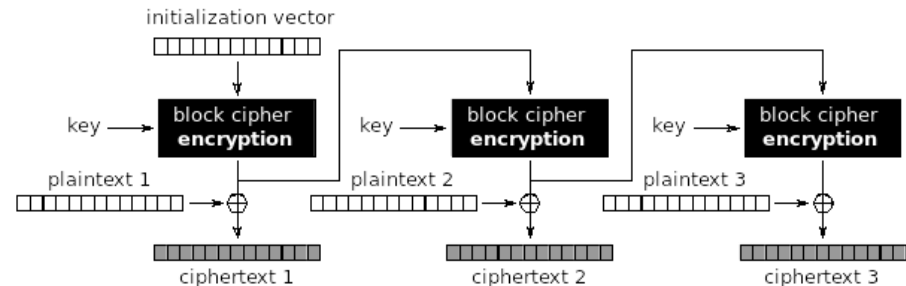 initialization vector
key
block cipher
encryption
key
block cipher
encryption
key
block cipher
encryption
plaintext 1
plaintext 2
plaintext 3
ciphertext 1
ciphertext 2
ciphertext 3